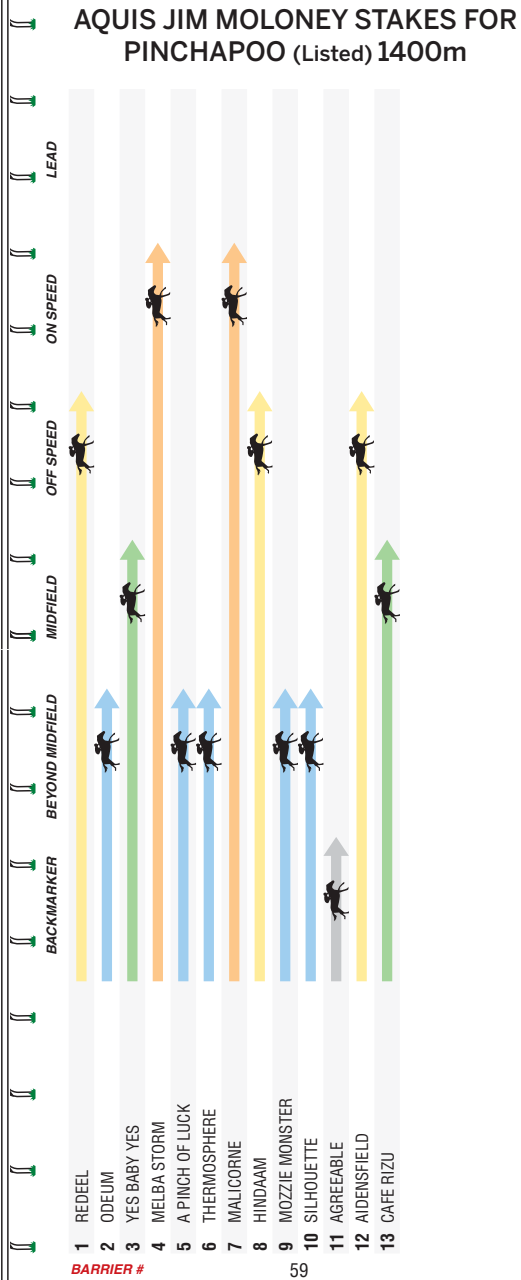 AQUIS JIM MOLONEY STAKES FOR
PINCHAPOO (Listed) 1400m
LEAD
ON SPEED
OFF SPEED
MIDFIELD
BEYOND MIDFIELD
BACKMARKER
1 REDEEL
2 ODEUM
3 YES BABY YES
4 MELBA STORM
5 A PINCH OF LUCK
6 THERMOSPHERE
7 MALICORNE
8 HINDAAM
9 MOZZIE MONSTER
10 SILHOUETTE
11 AGREEABLE
12 AIDENSFIELD
13 CAFE RIZU
BARRIER #
59